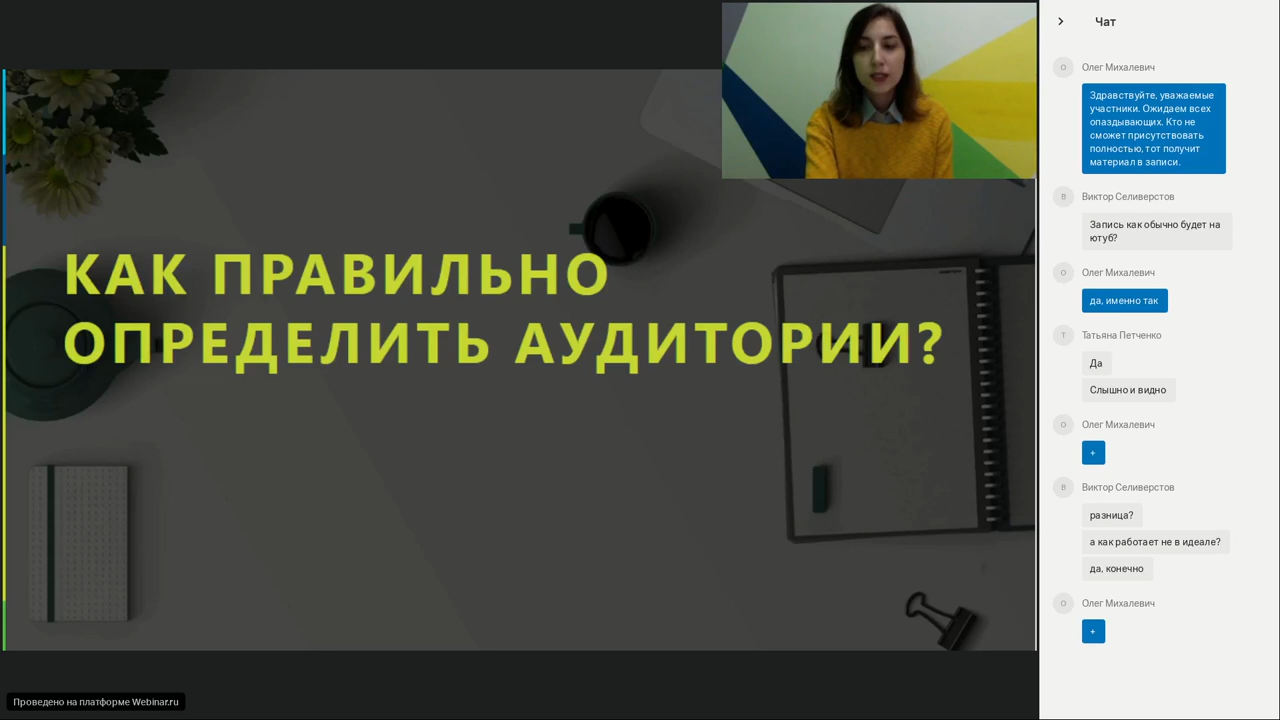 КАК ПРАВИЛЬНО
ОПРЕДЕЛИТЬ АУДИТОРИИ?
Проведено на платформе Webinar.ru
Чат
О
Олег Михалевич
Здравствуйте, уважаемые
участники. Ожидаем всех
опаздывающих. Кто не
сможет присутствовать
полностью, тот получит
материал в записи.
В
Виктор Селиверстов
Запись как обычно будет на
ютуб?
О
Олег Михалевич
да, именно так
Т
Татьяна Петченко
Да
Слышно и видно
О
Олег Михалевич
+
В
Виктор Селиверстов
разница?
а как работает не в идеале?
да, конечно
О
Олег Михалевич
+